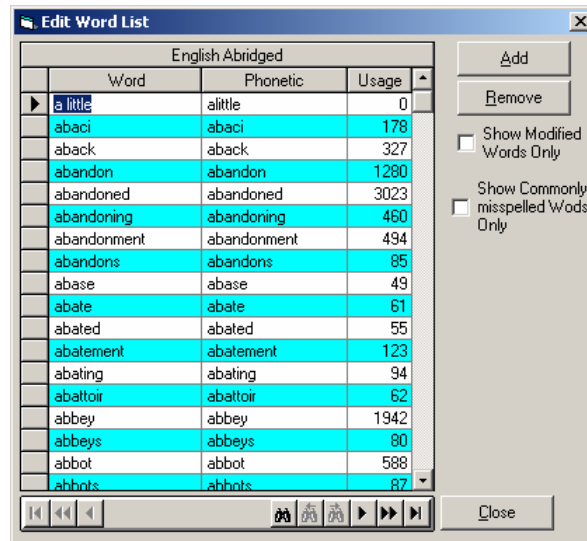 Edit Word List
English Abridged
Word Phonetic Usage
a little alittle 0
abaci abaci 178
aback aback 327
abandon abandon 1280
abandoned abandoned 3023
abandoning abandoning 460
abandonment abandonment 494
abandons abandons 85
abase abase 49
abate abate 61
abated abated 55
abatement abatement 123
abating abating 94
abattoir abattoir 62
abbey abbey 1942
abbeys abbeys 80
abbot abbot 588
abbots abbots 87
Add
Remove
Show Modified
Words Only
Show Commonly
misspelled Wods
Only
Close